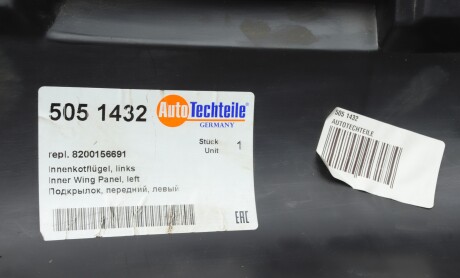 505 1432
AutoTechteile
GERMANY
repl. 8200156691
Stück
Unit
1
Innenkotflügel, links
Inner Wing Panel, left
Подкрылок, передний, левый
EAC
505 1432
AUTOTECHTEILE